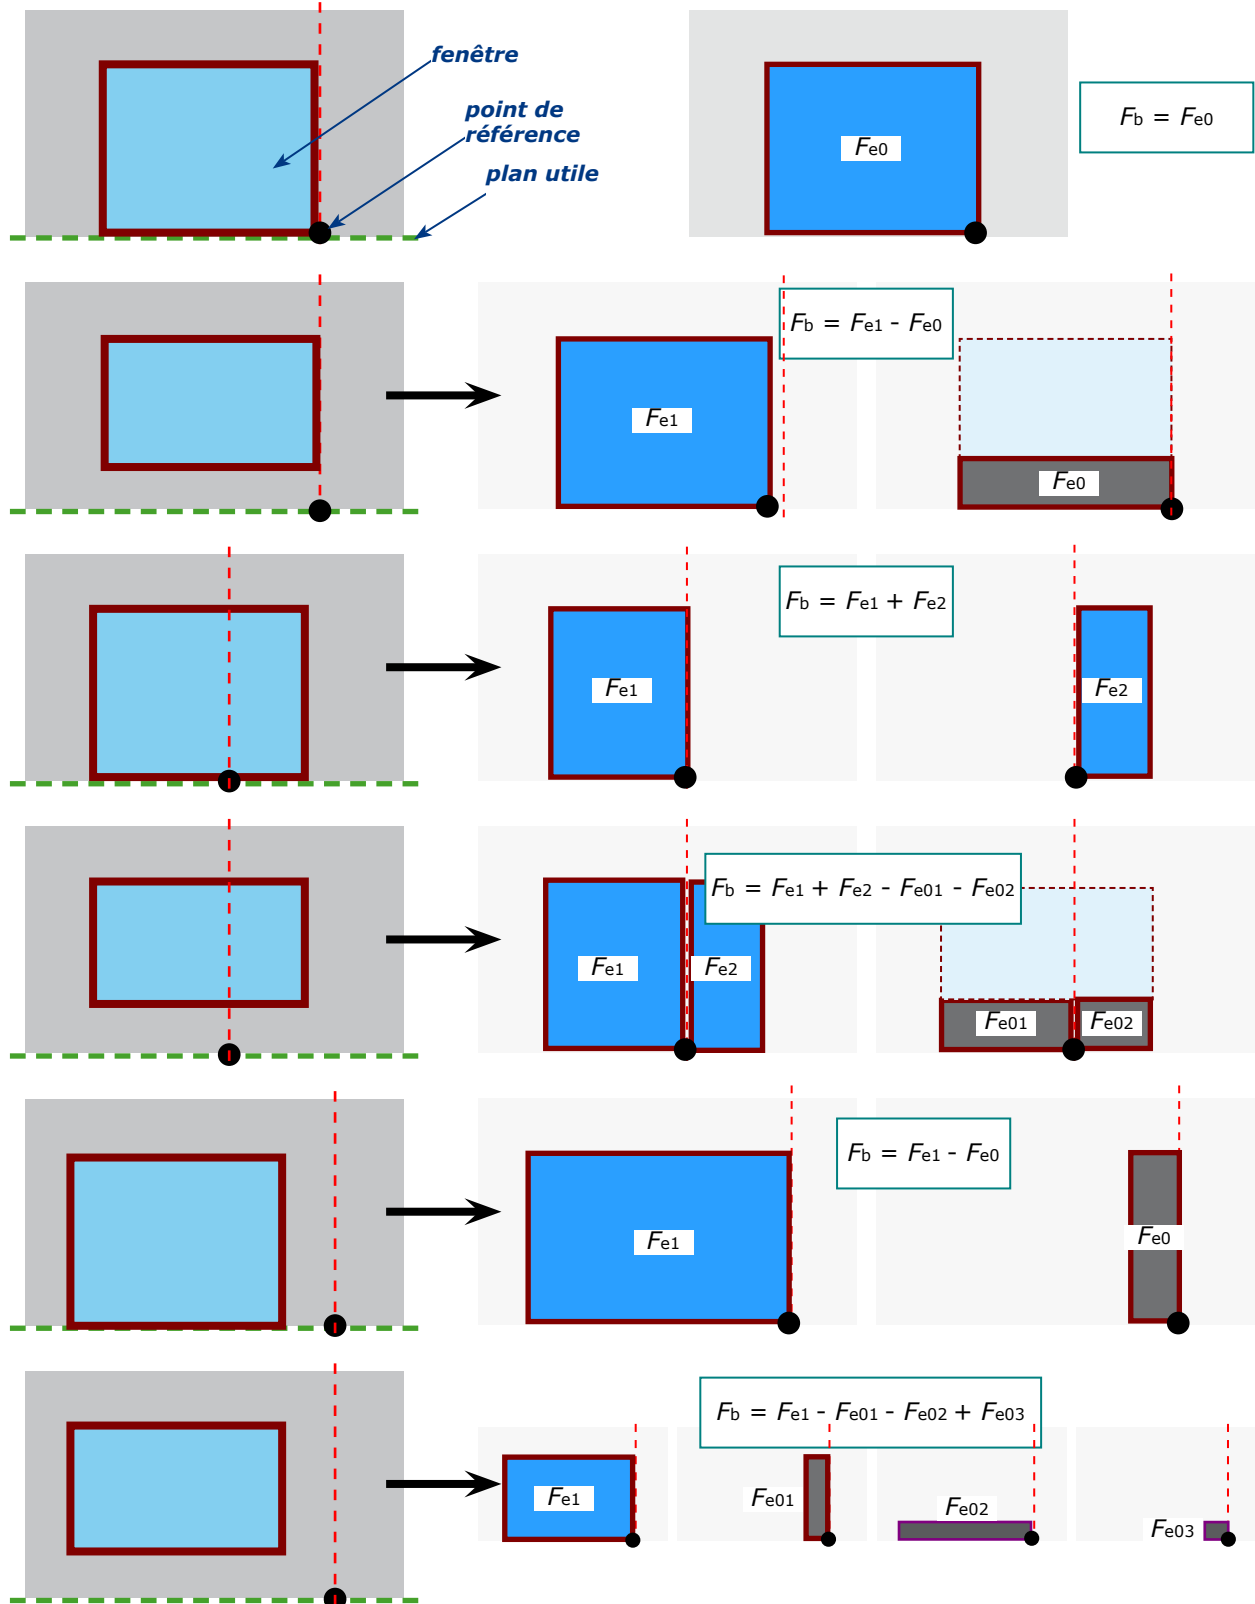 fenêtre
point de
référence
plan utile
Fe0
Fb = Fe0
Fb = Fe1 - Fe0
Fe1
Fe0
Fb = Fe1 + Fe2
Fe1
Fe2
Fb = Fe1 + Fe2 - Fe01 - Fe02
Fe1
Fe2
Fe01
Fe02
Fb = Fe1 - Fe0
Fe1
Fe0
Fb = Fe1 - Fe01 - Fe02 + Fe03
Fe1
Fe01
Fe02
Fe03